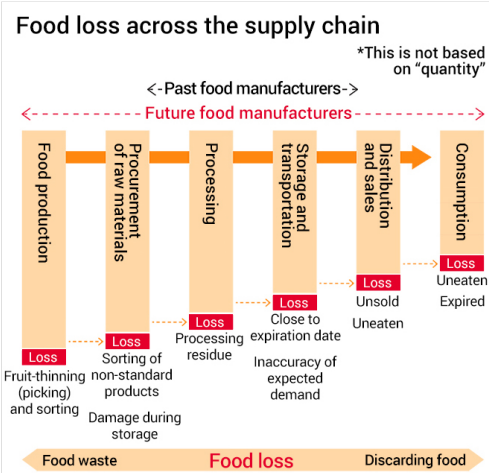 Food loss across the supply chain
*This is not based
on “quantity”
<-Past food manufacturers->
<----Future food manufacturers---->
Food production
Procurement
of raw materials
Processing
Storage and
transportation
Distribution
and sales
Consumption
Loss
Fruit-thinning
(picking)
and sorting
Loss
Sorting of
non-standard
products
Damage during
storage
Loss
Processing
residue
Loss
Close to
expiration date
Inaccuracy of
expected
demand
Loss
Unsold
Uneaten
Loss
Uneaten
Expired
Food waste
Food loss
Discarding food